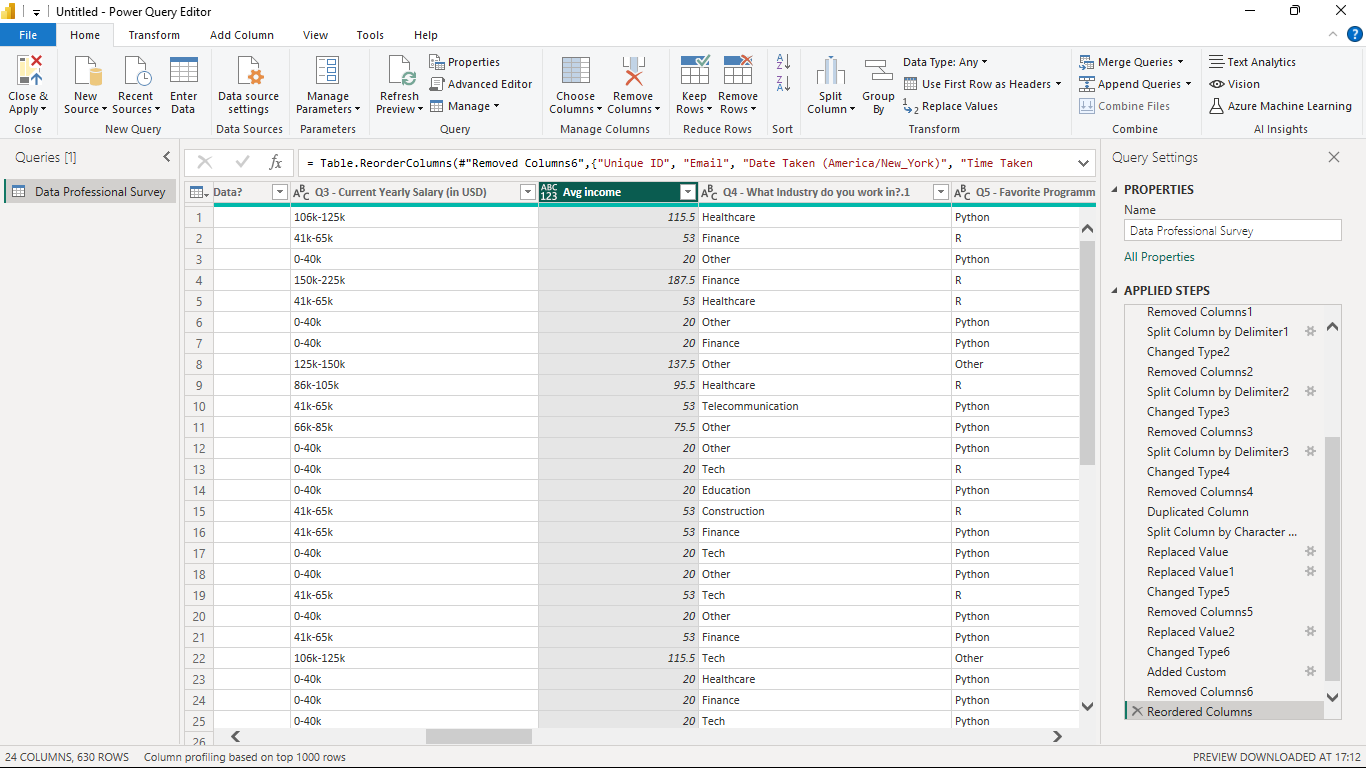 Untitled - Power Query Editor
File Home Transform Add Column View Tools Help
Close & Apply
New Source
Recent Sources
Enter Data
Data source settings
Manage Parameters
Refresh Preview
Properties
Advanced Editor
Manage
Choose Columns
Remove Columns
Keep Rows
Remove Rows
Split Column
Group By
Data Type: Any
Use First Row as Headers
Replace Values
Merge Queries
Append Queries
Combine Files
Text Analytics
Vision
Azure Machine Learning
Close New Query Data Sources Parameters Query Manage Columns Reduce Rows Sort Transform Combine AI Insights
Queries [1]
Data Professional Survey
fx
= Table.ReorderColumns(#"Removed Columns6",{"Unique ID", "Email", "Date Taken (America/New_York)", "Time Taken
Data? ABC Q3 - Current Yearly Salary (in USD) ABC 123 Avg income ABC Q4 - What Industry do you work in?.1 ABC Q5 - Favorite Programm
1 106k-125k 115.5 Healthcare Python
2 41k-65k 53 Finance R
3 0-40k 20 Other Python
4 150k-225k 187.5 Finance R
5 41k-65k 53 Healthcare R
6 0-40k 20 Other Python
7 0-40k 20 Finance Python
8 125k-150k 137.5 Other Other
9 86k-105k 95.5 Healthcare R
10 41k-65k 53 Telecommunication Python
11 66k-85k 75.5 Other Python
12 0-40k 20 Other Python
13 0-40k 20 Tech R
14 0-40k 20 Education Python
15 41k-65k 53 Construction R
16 41k-65k 53 Finance Python
17 0-40k 20 Tech Python
18 0-40k 20 Other Python
19 41k-65k 53 Tech R
20 0-40k 20 Other Python
21 41k-65k 53 Finance Python
22 106k-125k 115.5 Tech Other
23 0-40k 20 Healthcare Python
24 0-40k 20 Finance Python
25 0-40k 20 Tech Python
26
Query Settings
PROPERTIES
Name
Data Professional Survey
All Properties
APPLIED STEPS
Removed Columns1
Split Column by Delimiter1
Changed Type2
Removed Columns2
Split Column by Delimiter2
Changed Type3
Removed Columns3
Split Column by Delimiter3
Changed Type4
Removed Columns4
Duplicated Column
Split Column by Character ...
Replaced Value
Replaced Value1
Changed Type5
Removed Columns5
Replaced Value2
Changed Type6
Added Custom
Removed Columns6
Reordered Columns
24 COLUMNS, 630 ROWS Column profiling based on top 1000 rows PREVIEW DOWNLOADED AT 17:12